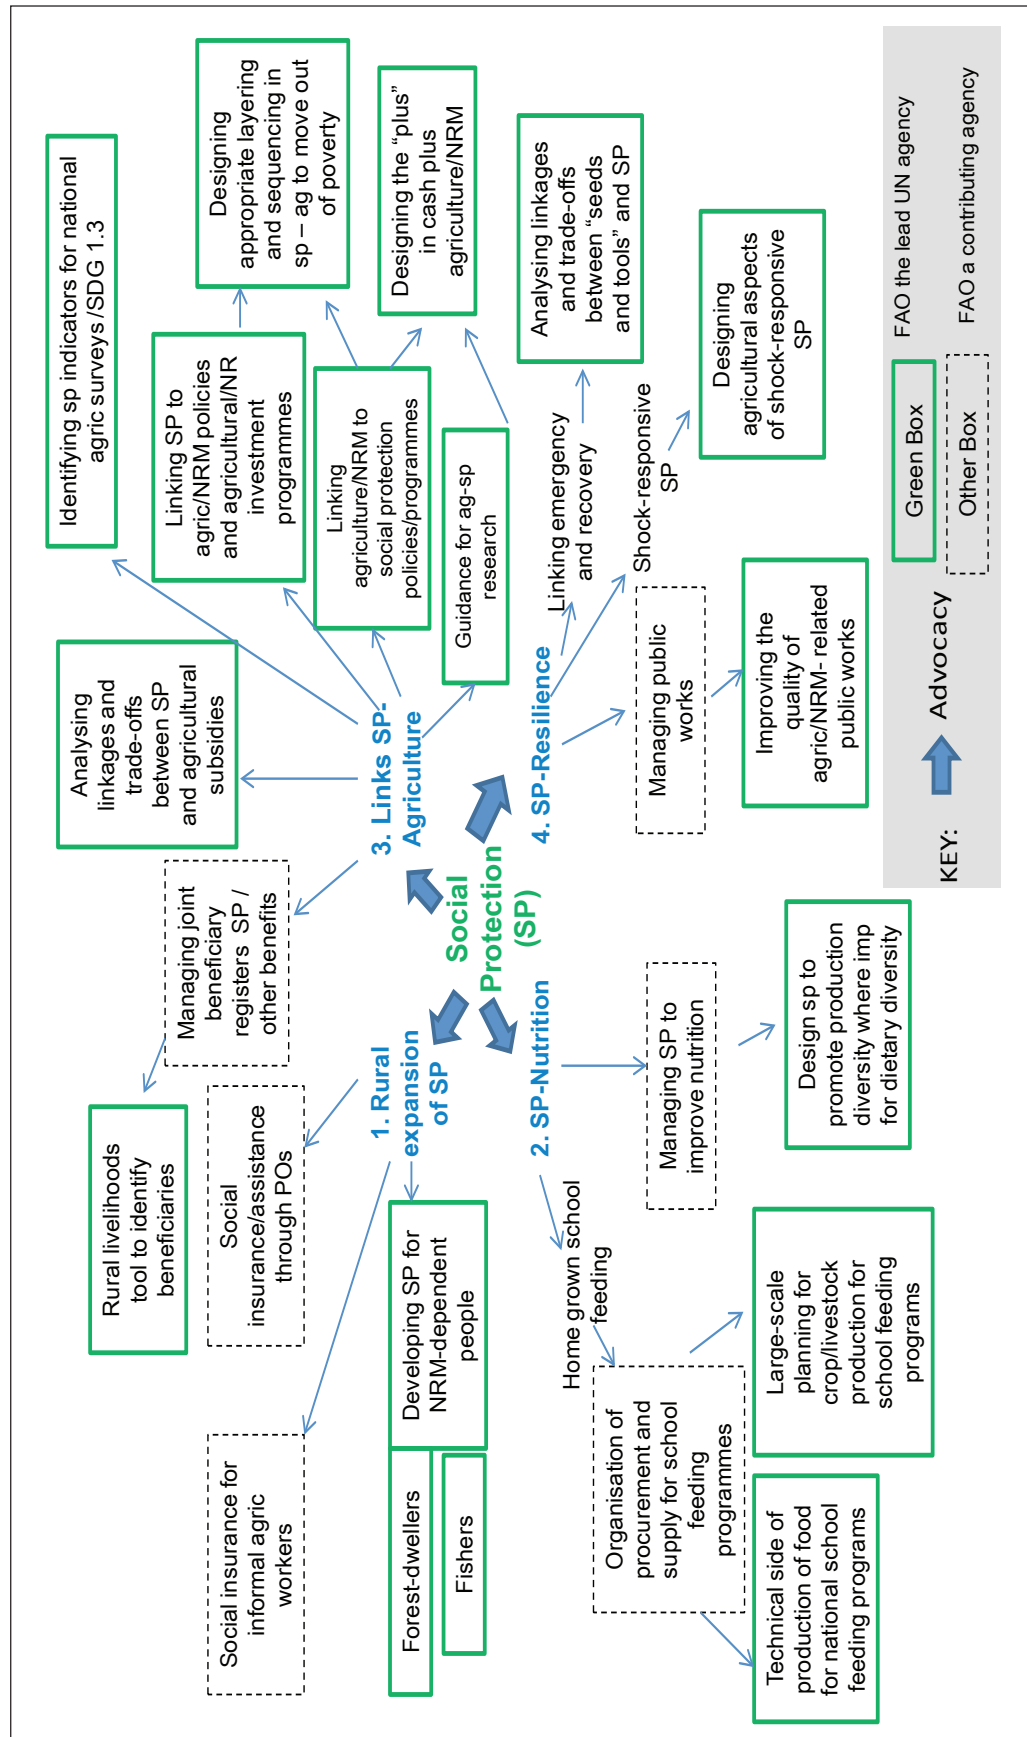 Social insurance for
informal agric
workers
Social
insurance/assistance
through POs
Rural livelihoods
tool to identify
beneficiaries
Managing joint
beneficiary
registers SP /
other benefits
Analysing
linkages and
trade-offs
between SP
and agricultural
subsidies
Identifying sp indicators for national
agric surveys /SDG 1.3
Linking SP to
agric/NRM policies
and agricultural/NR
investment
programmes
Designing
appropriate layering
and sequencing in
sp – ag to move out
of poverty
Linking
agriculture/NRM to
social protection
policies/programmes
Designing the “plus”
in cash plus
agriculture/NRM
Guidance for ag-sp
research
Forest-dwellers
Fishers
Developing SP for
NRM-dependent
people
1. Rural
expansion
of SP
3. Links SP-
Agriculture
Social
Protection
(SP)
2. SP-Nutrition
4. SP-Resilience
Home grown school
feeding
Organisation of
procurement and
supply for school
feeding
programmes
Technical side of
production of food
for national school
feeding programs
Large-scale
planning for
crop/livestock
production for
school feeding
programs
Managing SP to
improve nutrition
Design sp to
promote production
diversity where imp
for dietary diversity
Managing public
works
Improving the
quality of
agric/NRM- related
public works
Linking emergency
and recovery
Analysing linkages
and trade-offs
between “seeds
and tools” and SP
Shock-responsive
SP
Designing
agricultural aspects
of shock-responsive
SP
KEY:
Advocacy
Green Box
FAO the lead UN agency
Other Box
FAO a contributing agency